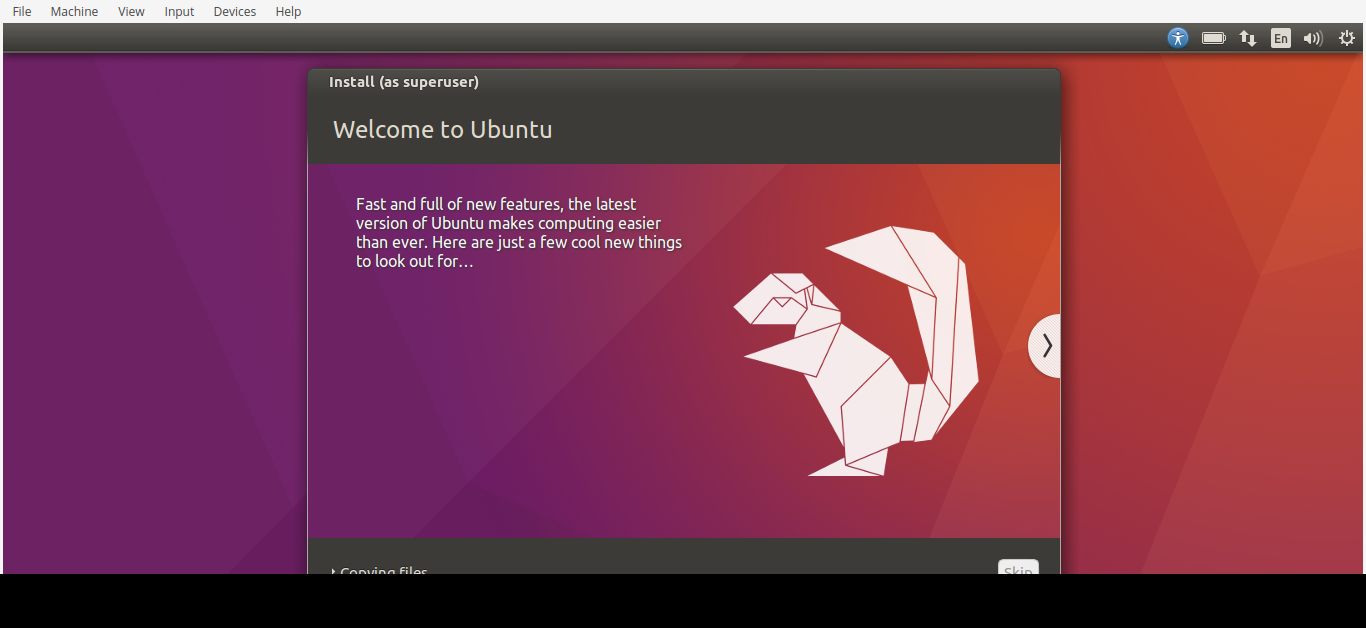 File Machine View Input Devices Help
En
Install (as superuser)
Welcome to Ubuntu
Fast and full of new features, the latest
version of Ubuntu makes computing easier
than ever. Here are just a few cool new things
to look out for…
Copying files
Skip